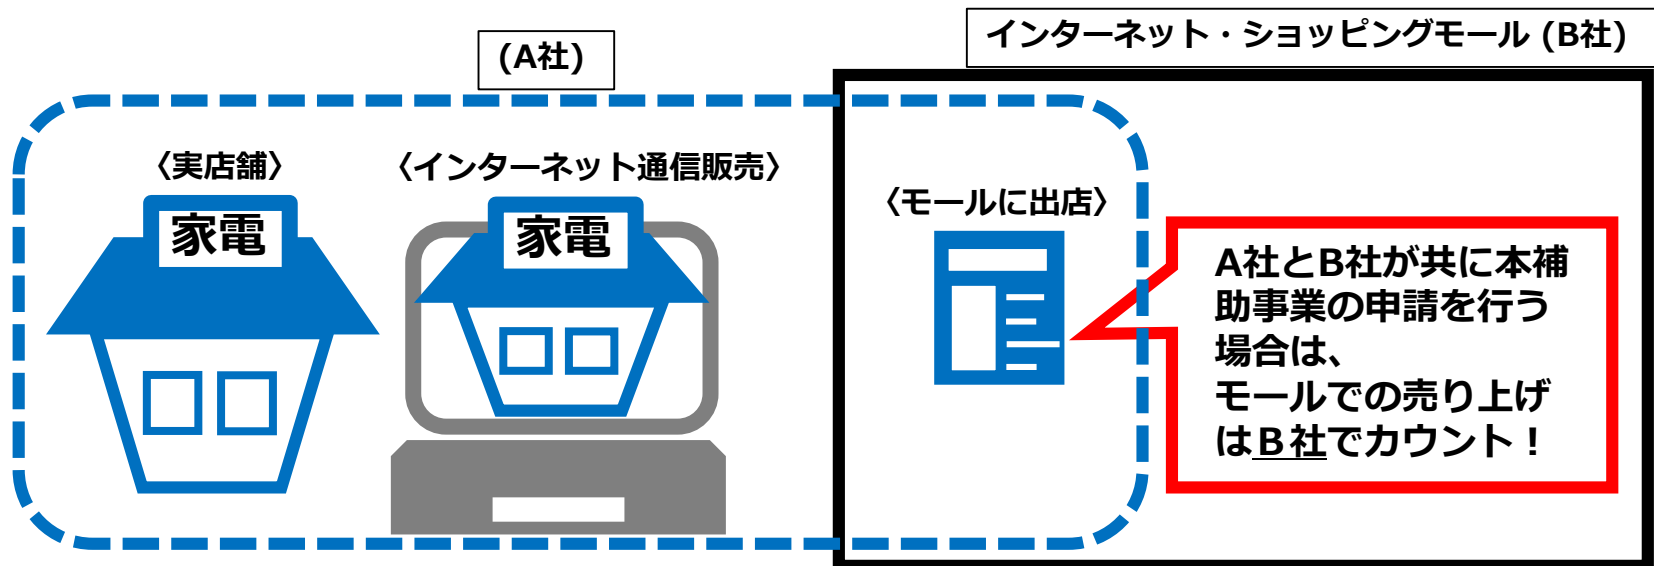 (A社)
インターネット・ショッピングモール (B社)
〈実店舗〉
〈インターネット通信販売〉
〈モールに出店〉
家電
家電
A社とB社が共に本補
助事業の申請を行う
場合は、
モールでの売り上げ
はＢ社でカウント！